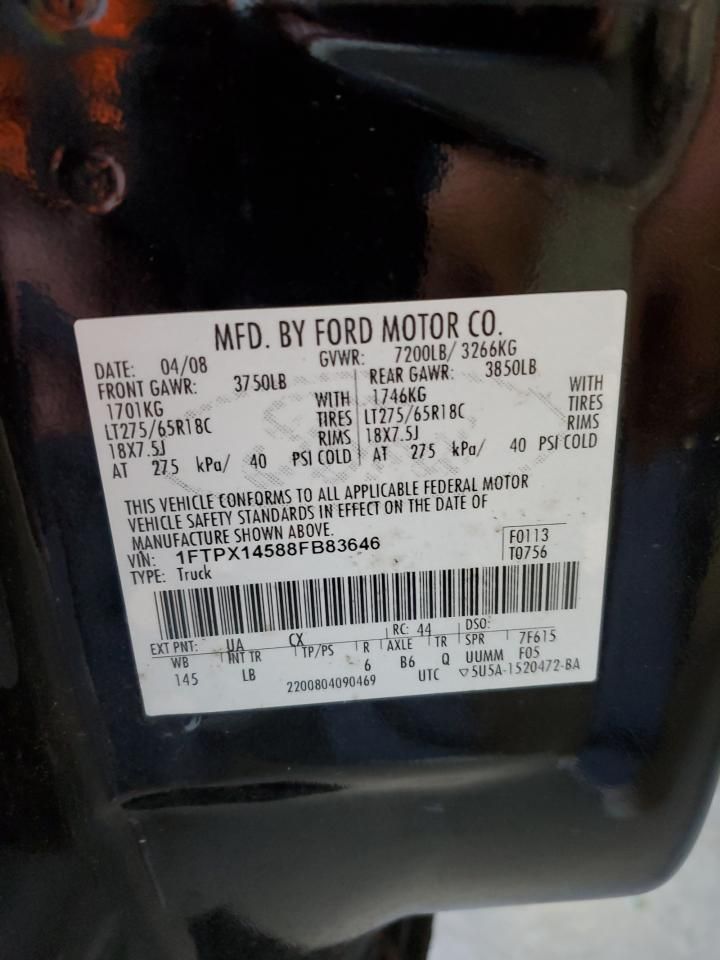 MFD. BY FORD MOTOR CO.
DATE: 04/08 GVWR: 7200LB/ 3266KG
FRONT GAWR: 3750LB REAR GAWR: 3850LB
1701KG WITH 1746KG WITH
LT275/65R18C TIRES LT275/65R18C TIRES
18X7.5J RIMS 18X7.5J RIMS
AT 275 kPa/ 40 PSI COLD AT 275 kPa/ 40 PSI COLD
THIS VEHICLE CONFORMS TO ALL APPLICABLE FEDERAL MOTOR
VEHICLE SAFETY STANDARDS IN EFFECT ON THE DATE OF
MANUFACTURE SHOWN ABOVE.
VIN: 1FTPX14588FB83646 F0113
TYPE: Truck T0756
EXT PNT: UA CX RC: 44 DSO:
WB INT TR TP/PS R AXLE TR SPR 7F615
145 LB 6 B6 Q UUMM F05
2200804090469 UTC ▽5U5A-1520472-BA